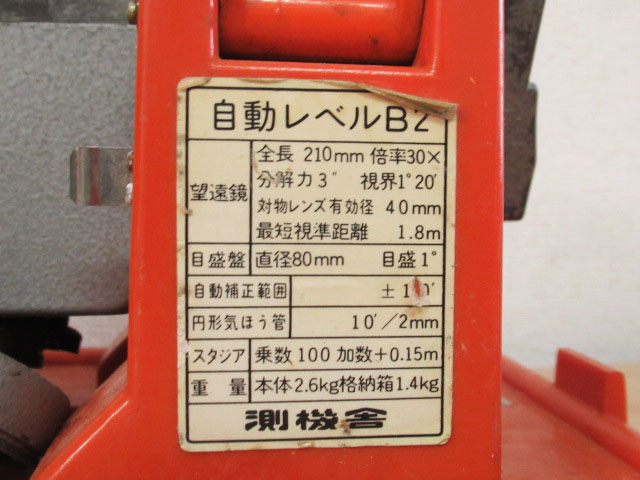 自動レベルB2
望遠鏡
全長 210mm 倍率30×
分解力3″ 視界1°20′
対物レンズ有効径 40mm
最短視準距離 1.8m
目盛盤 直径80mm 目盛1°
自動補正範囲 ±10′
円形気ほう管 10′/2mm
スタジア 乗数100 加数+0.15m
重量 本体2.6kg格納箱1.4kg
測機舎